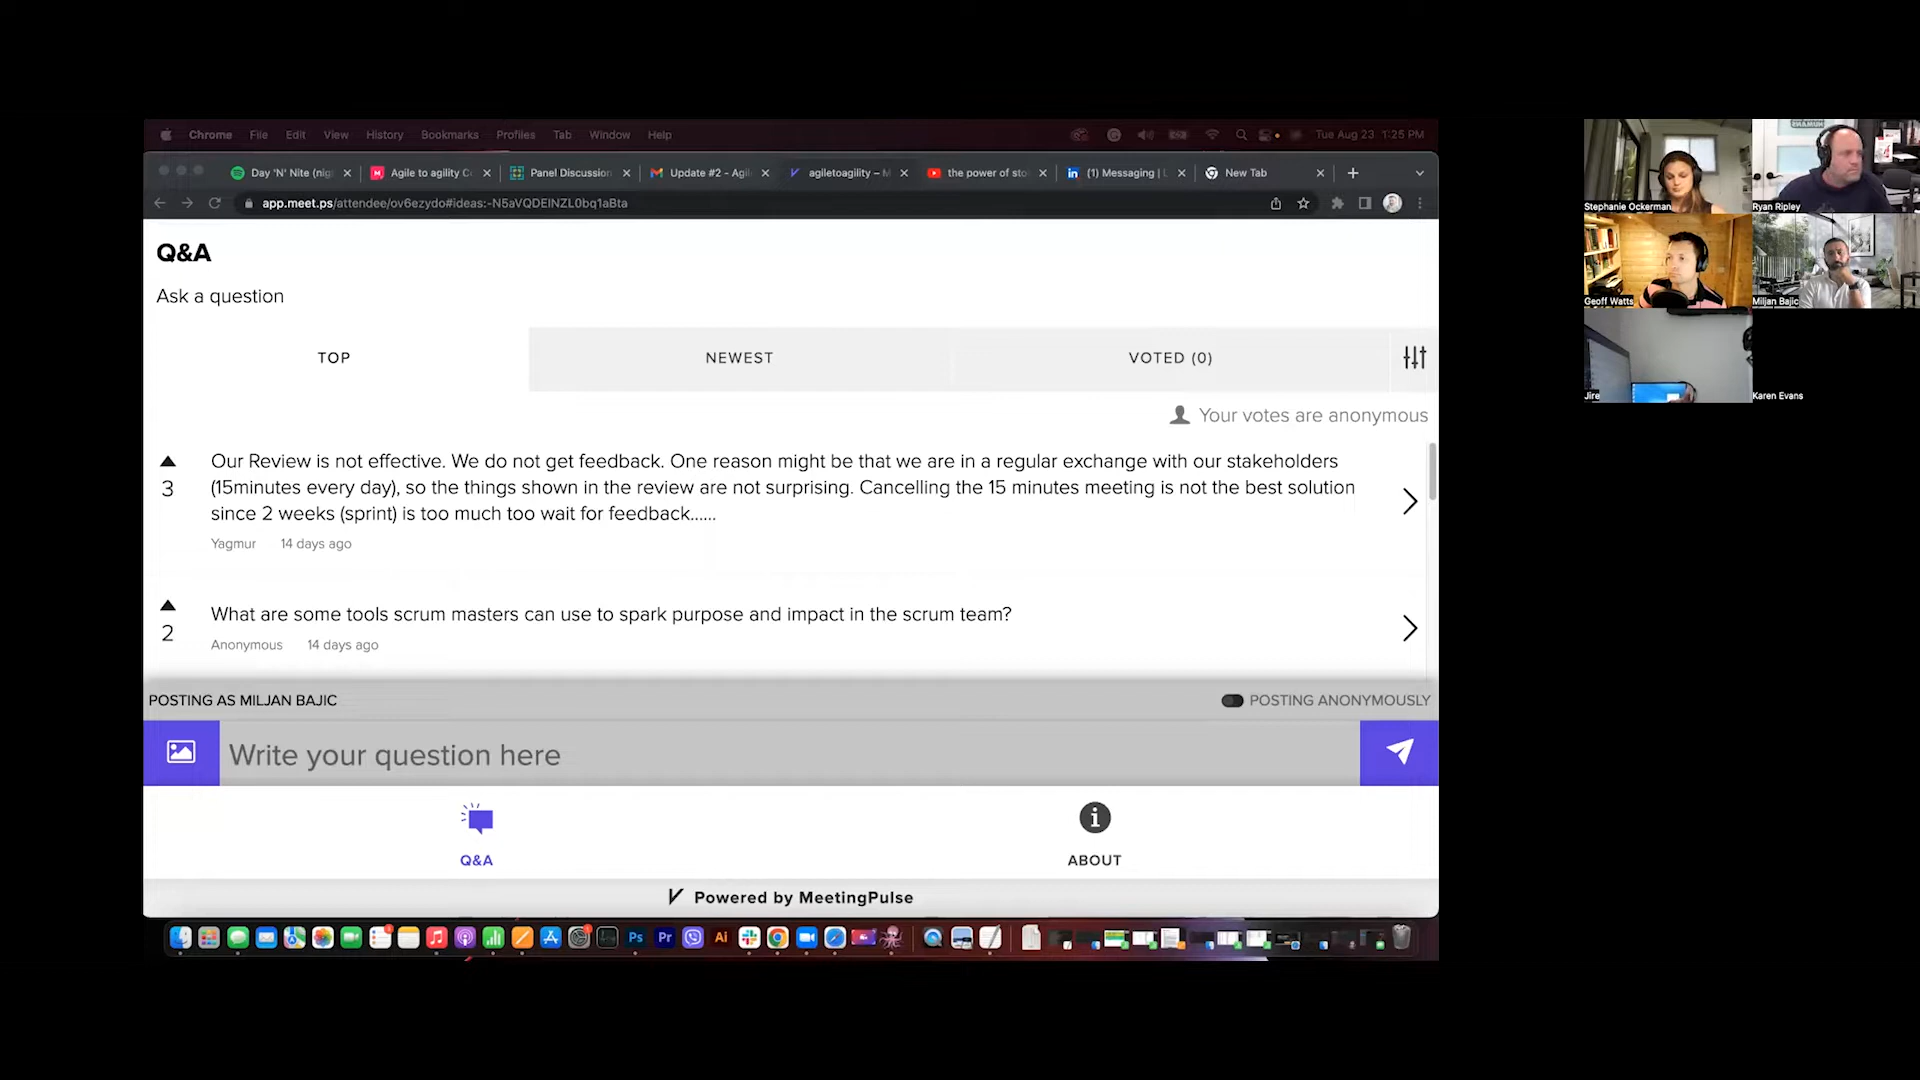 Chrome File Edit View History Bookmarks Profiles Tab Window Help Tue Aug 23 1:25 PM
Day 'N' Nite (nig Agile to agility C Panel Discussion Update #2 - Agil agiletoagility – M the power of sto (1) Messaging | L New Tab
app.meet.ps/attendee/ov6ezydo#ideas:-N5aVQDEINZL0bq1aBta
Q&A
Ask a question
TOP NEWEST VOTED (0)
Your votes are anonymous
3
Our Review is not effective. We do not get feedback. One reason might be that we are in a regular exchange with our stakeholders
(15minutes every day), so the things shown in the review are not surprising. Cancelling the 15 minutes meeting is not the best solution
since 2 weeks (sprint) is too much too wait for feedback......
Yagmur 14 days ago
2
What are some tools scrum masters can use to spark purpose and impact in the scrum team?
Anonymous 14 days ago
POSTING AS MILJAN BAJIC POSTING ANONYMOUSLY
Write your question here
Q&A ABOUT
Powered by MeetingPulse
Ps Pr Ai
Stephanie Ockerman Ryan Ripley
Geoff Watts Miljan Bajic
Jire Karen Evans